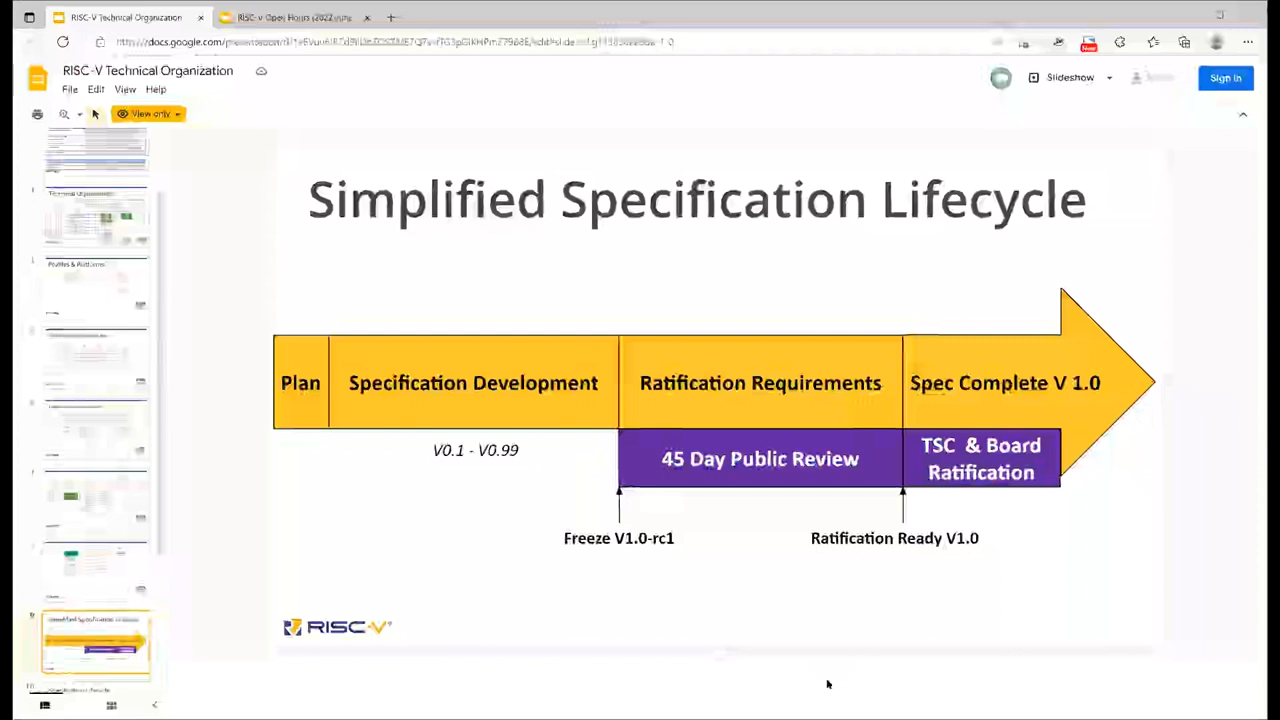 RISC-V Technical Organization
RISC-V Open Hours (2022
RISC-V Technical Organization
File Edit View Help
Slideshow
Sign in
View only
Simplified Specification Lifecycle
Plan
Specification Development
Ratification Requirements
Spec Complete V 1.0
V0.1 - V0.99
45 Day Public Review
TSC & Board
Ratification
Freeze V1.0-rc1
Ratification Ready V1.0
RISC-V